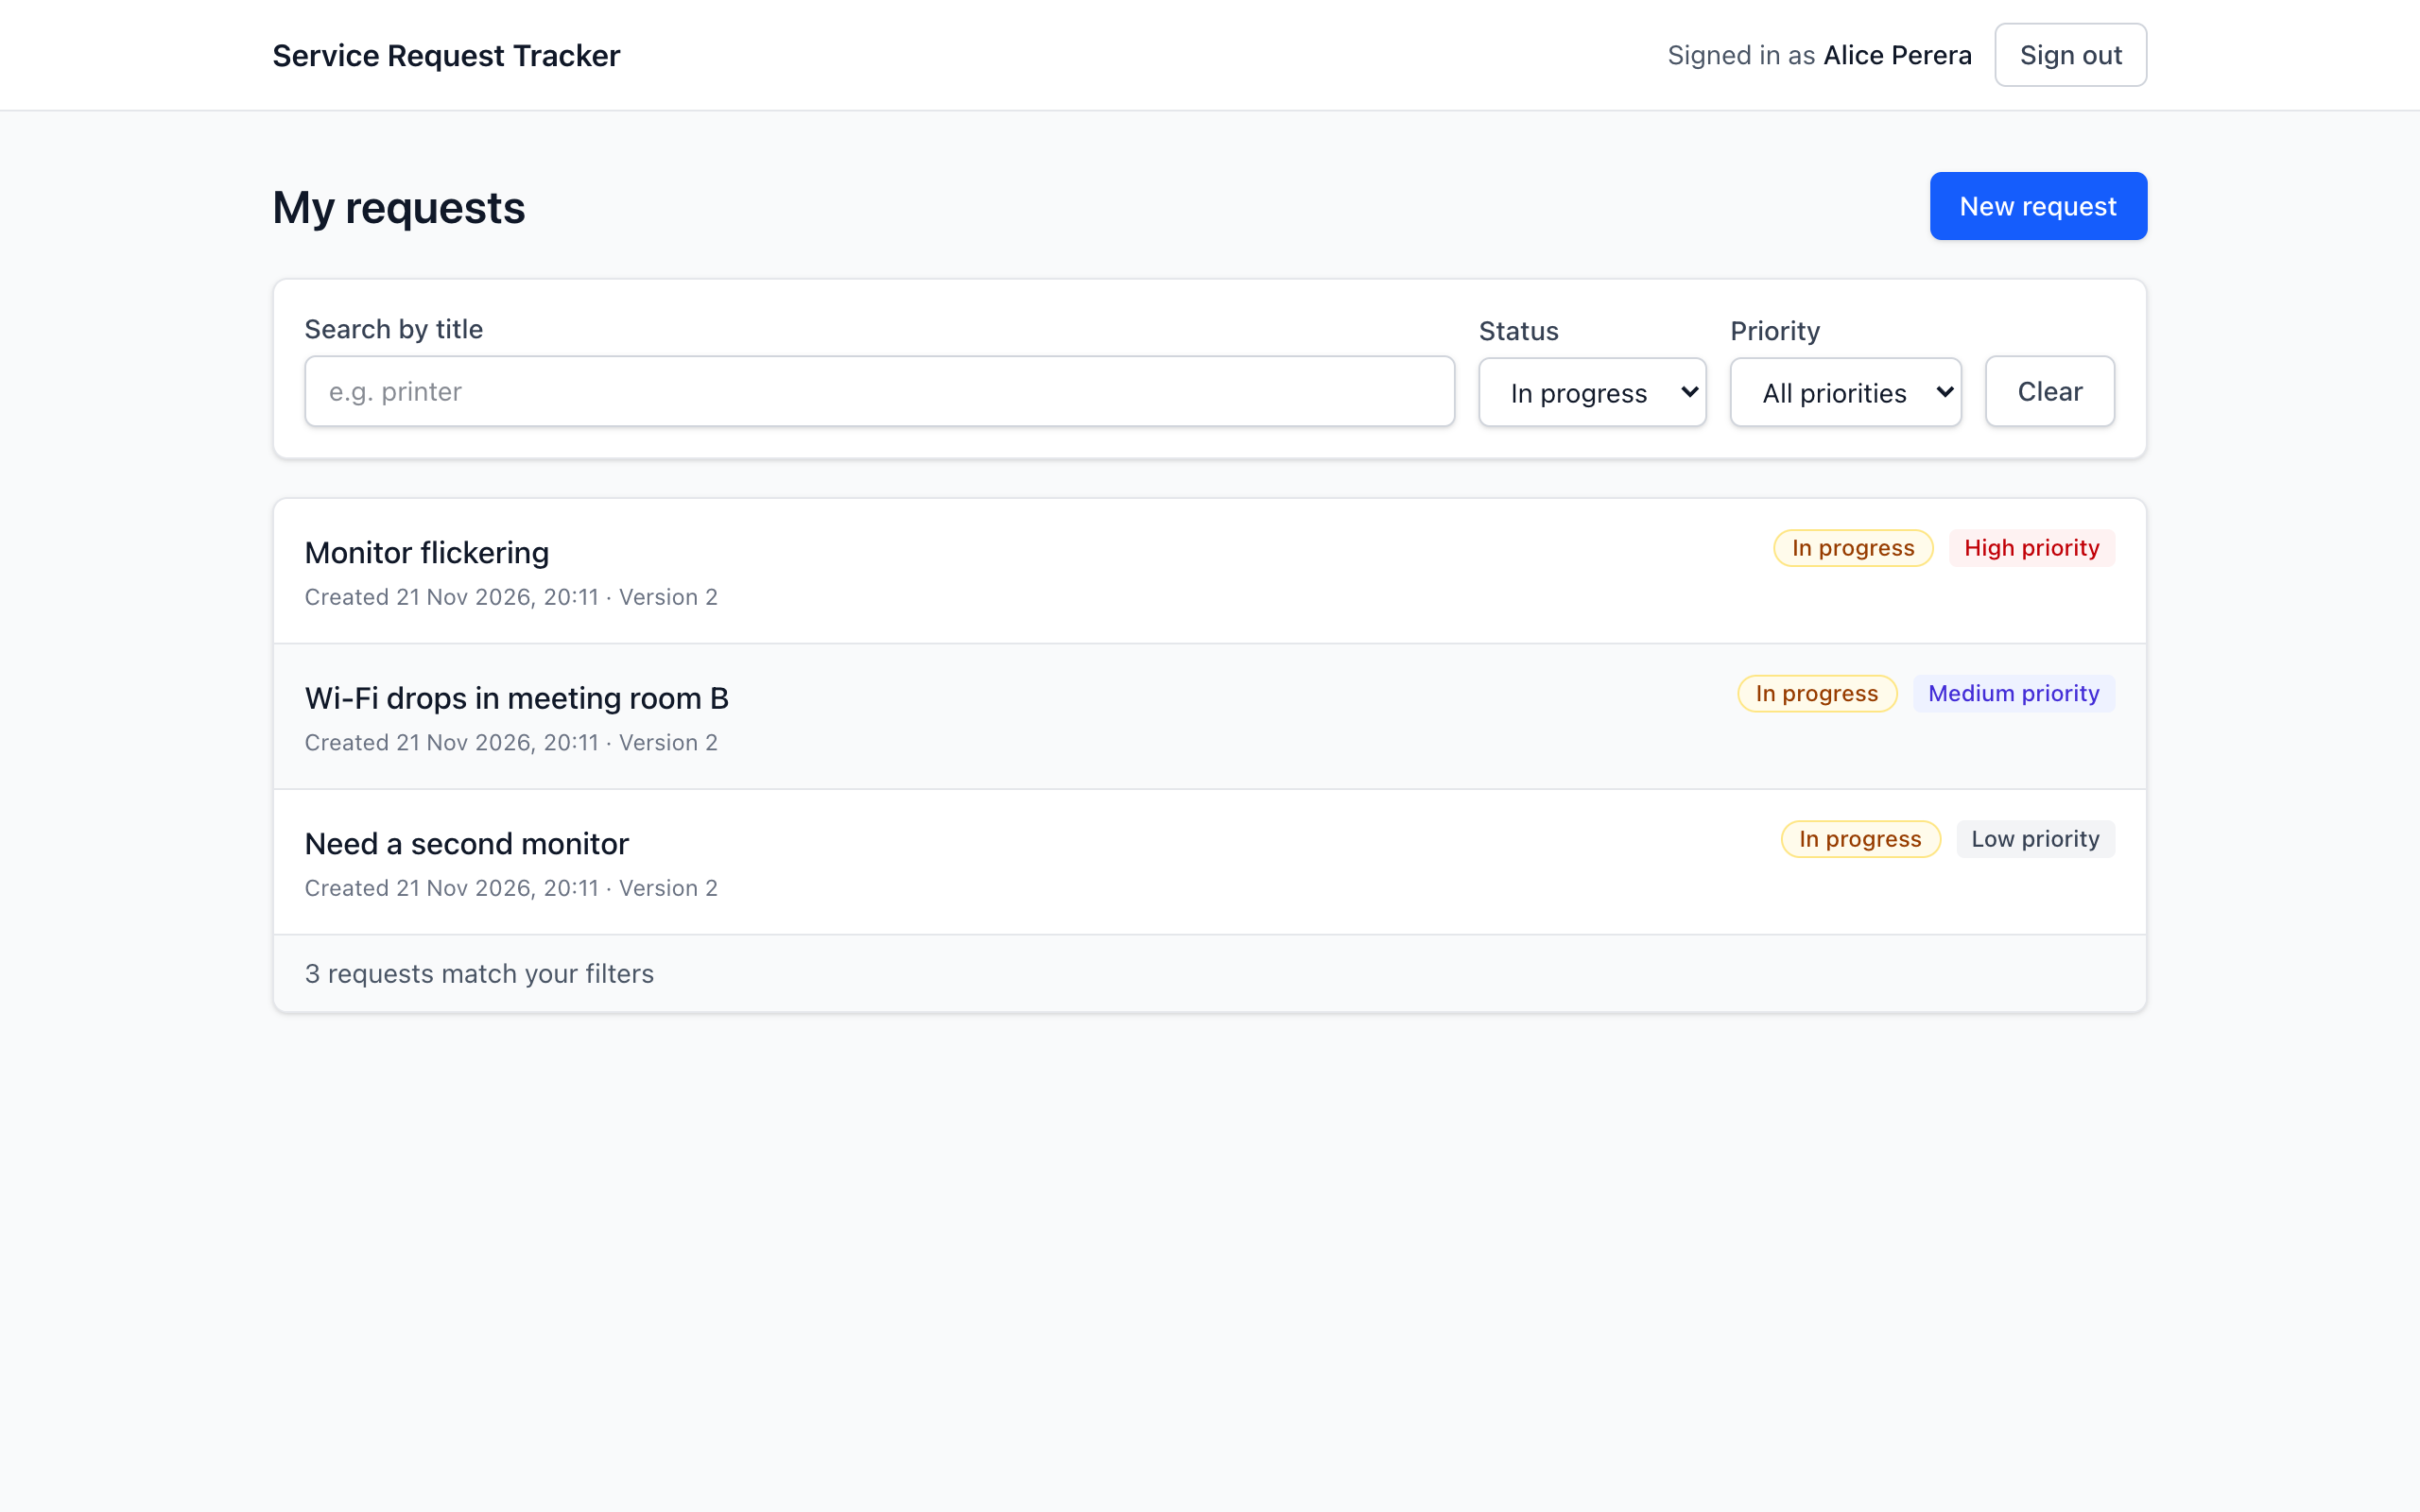 Service Request Tracker
Signed in as Alice Perera
Sign out
My requests
New request
Search by title
Status
Priority
e.g. printer
In progress
All priorities
Clear
Monitor flickering
In progress
High priority
Created 21 Nov 2026, 20:11 · Version 2
Wi-Fi drops in meeting room B
In progress
Medium priority
Created 21 Nov 2026, 20:11 · Version 2
Need a second monitor
In progress
Low priority
Created 21 Nov 2026, 20:11 · Version 2
3 requests match your filters